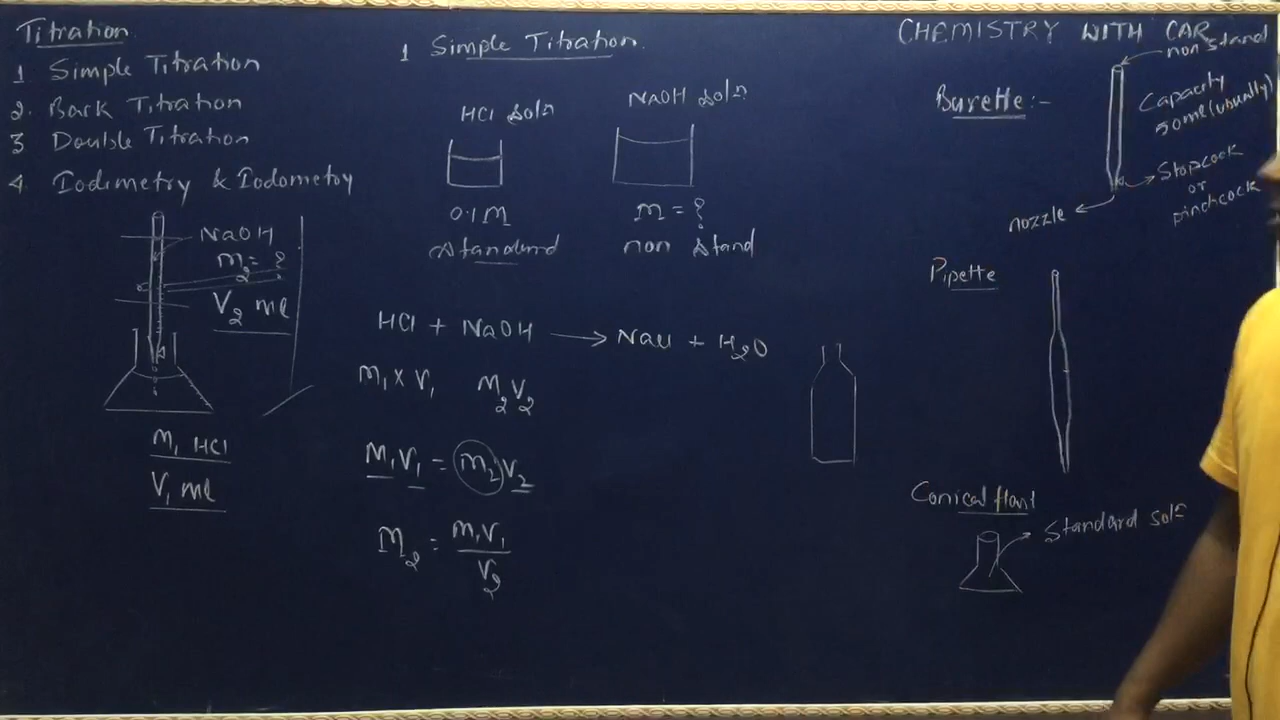 Titration
1. Simple Titration
2. Back Titration
3 Double Titration
4. Iodimetry & Iodometry
NaOH
M2 = ?
V2 ml
M1 HCl
V1 ml
1 Simple Titration.
HCl Soln
NaOH Soln
0.1M
M = ?
Standard
non Stand
HCl + NaOH → NaCl + H2O
M1 x V1 M2V2
M1V1 = M2V2
M2 = M1V1
V2
CHEMISTRY WITH CAR
non stand
Burette:-
Capacity
50ml (usually)
Stopcock
or
pinchcock
nozzle
Pipette
Conical flask
Standard sol